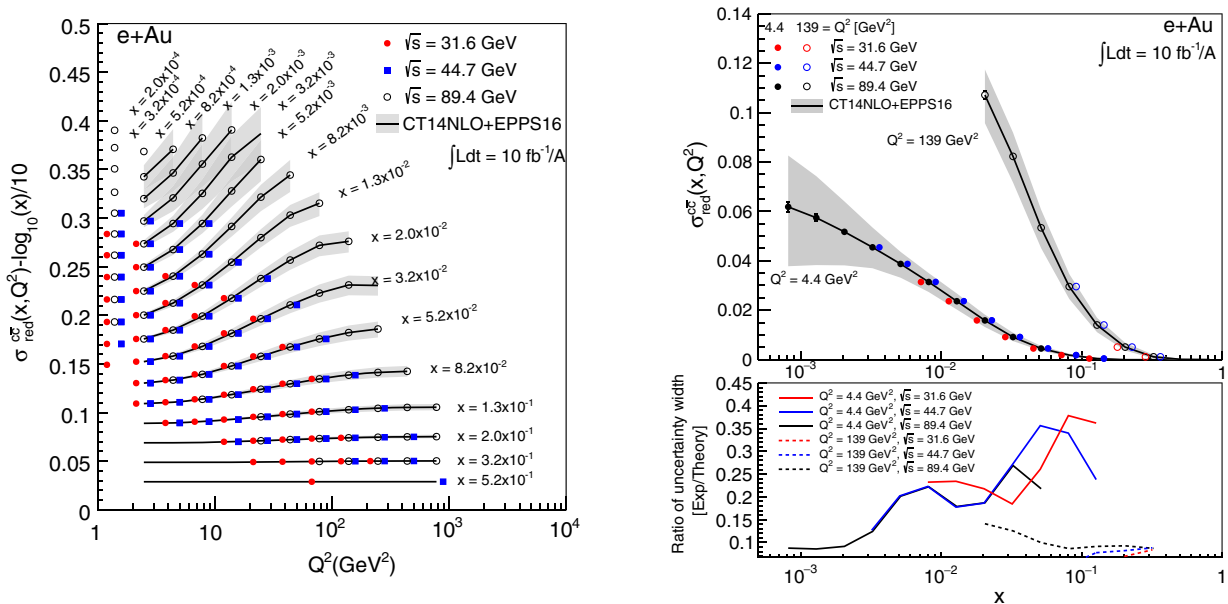 e+Au
√s = 31.6 GeV
√s = 44.7 GeV
√s = 89.4 GeV
CT14NLO+EPPS16
∫Ldt = 10 fb⁻¹/A
x = 2.0x10⁻⁴
x = 3.2x10⁻⁴
x = 5.2x10⁻⁴
x = 8.2x10⁻⁴
x = 1.3x10⁻³
x = 2.0x10⁻³
x = 3.2x10⁻³
x = 5.2x10⁻³
x = 8.2x10⁻³
x = 1.3x10⁻²
x = 2.0x10⁻²
x = 3.2x10⁻²
x = 5.2x10⁻²
x = 8.2x10⁻²
x = 1.3x10⁻¹
x = 2.0x10⁻¹
x = 3.2x10⁻¹
x = 5.2x10⁻¹
0.5
0.45
0.4
0.35
0.3
0.25
0.2
0.15
0.1
0.05
0
σ^{cc̄}_{red}(x,Q²)-log₁₀(x)/10
1 10 10² 10³ 10⁴
Q²(GeV²)
e+Au
4.4 139 = Q² [GeV²]
√s = 31.6 GeV
√s = 44.7 GeV
√s = 89.4 GeV
CT14NLO+EPPS16
∫Ldt = 10 fb⁻¹/A
Q² = 139 GeV²
Q² = 4.4 GeV²
0.14
0.12
0.1
0.08
0.06
0.04
0.02
0
σ^{cc̄}_{red}(x,Q²)
10⁻³ 10⁻² 10⁻¹ 1
Q² = 4.4 GeV², √s = 31.6 GeV
Q² = 4.4 GeV², √s = 44.7 GeV
Q² = 4.4 GeV², √s = 89.4 GeV
Q² = 139 GeV², √s = 31.6 GeV
Q² = 139 GeV², √s = 44.7 GeV
Q² = 139 GeV², √s = 89.4 GeV
0.45
0.4
0.35
0.3
0.25
0.2
0.15
0.1
Ratio of uncertainty width
[Exp/Theory]
10⁻³ 10⁻² 10⁻¹ 1
x